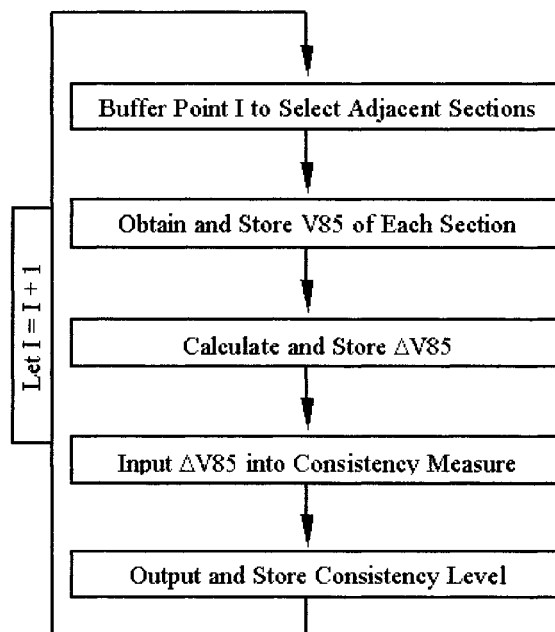 Buffer Point I to Select Adjacent Sections
Obtain and Store V85 of Each Section
Let I = I + 1
Calculate and Store ΔV85
Input ΔV85 into Consistency Measure
Output and Store Consistency Level